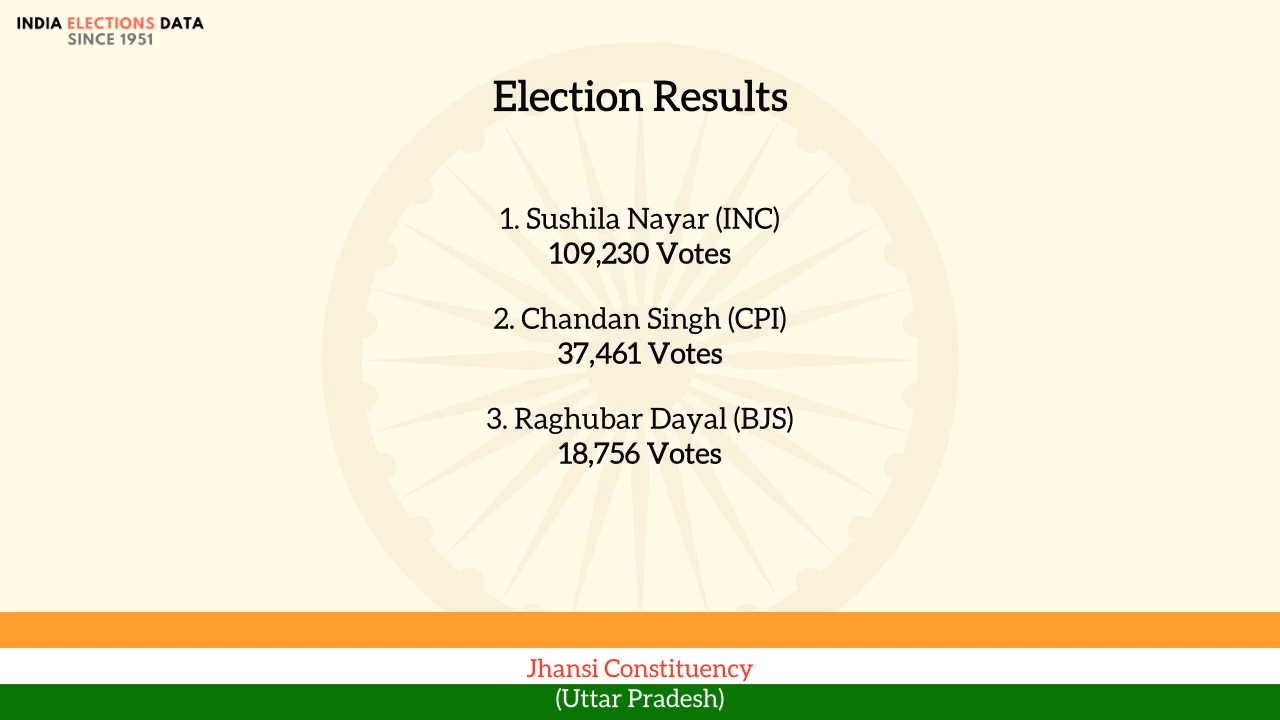 INDIA ELECTIONS DATA
SINCE 1951
Election Results
1. Sushila Nayar (INC)
109,230 Votes
2. Chandan Singh (CPI)
37,461 Votes
3. Raghubar Dayal (BJS)
18,756 Votes
Jhansi Constituency
(Uttar Pradesh)